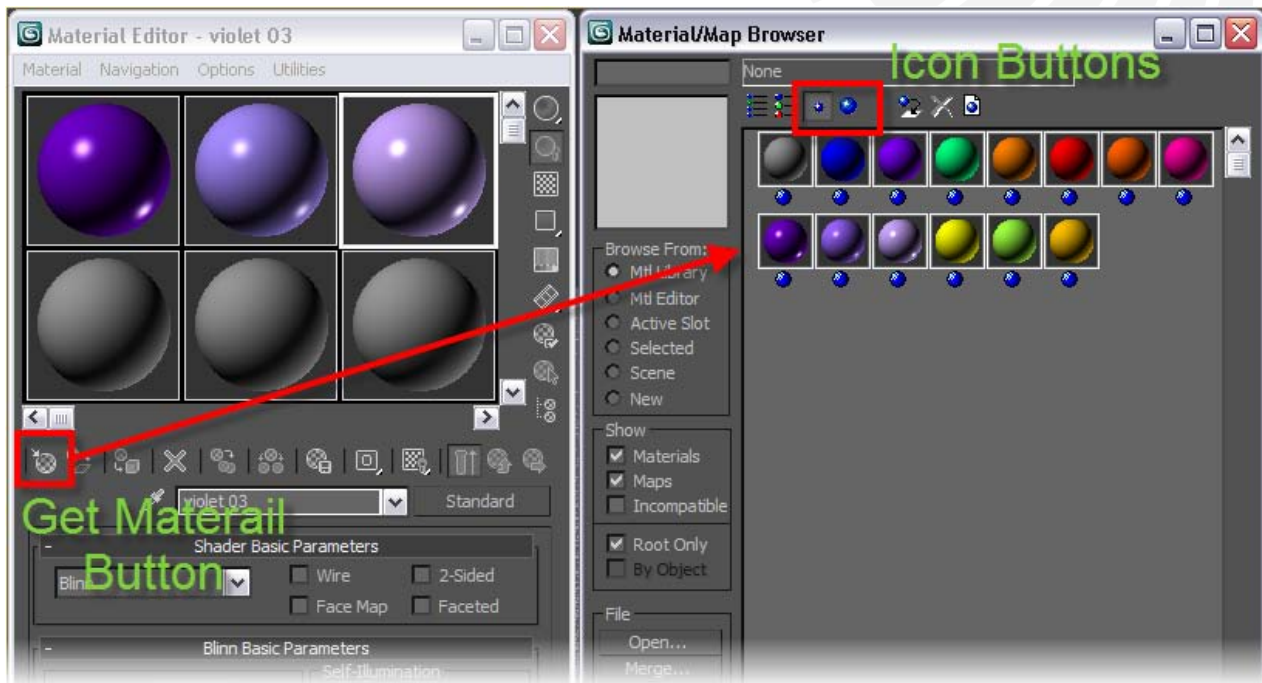 Material Editor - violet 03
Material Navigation Options Utilities
violet 03
Standard
Get Materail
Button
Shader Basic Parameters
Blinn
Wire
2-Sided
Face Map
Faceted
Blinn Basic Parameters
Self-Illumination
Material/Map Browser
None
Icon Buttons
Browse From:
Mtl Library
Mtl Editor
Active Slot
Selected
Scene
New
Show
Materials
Maps
Incompatible
Root Only
By Object
File
Open...
Merge...